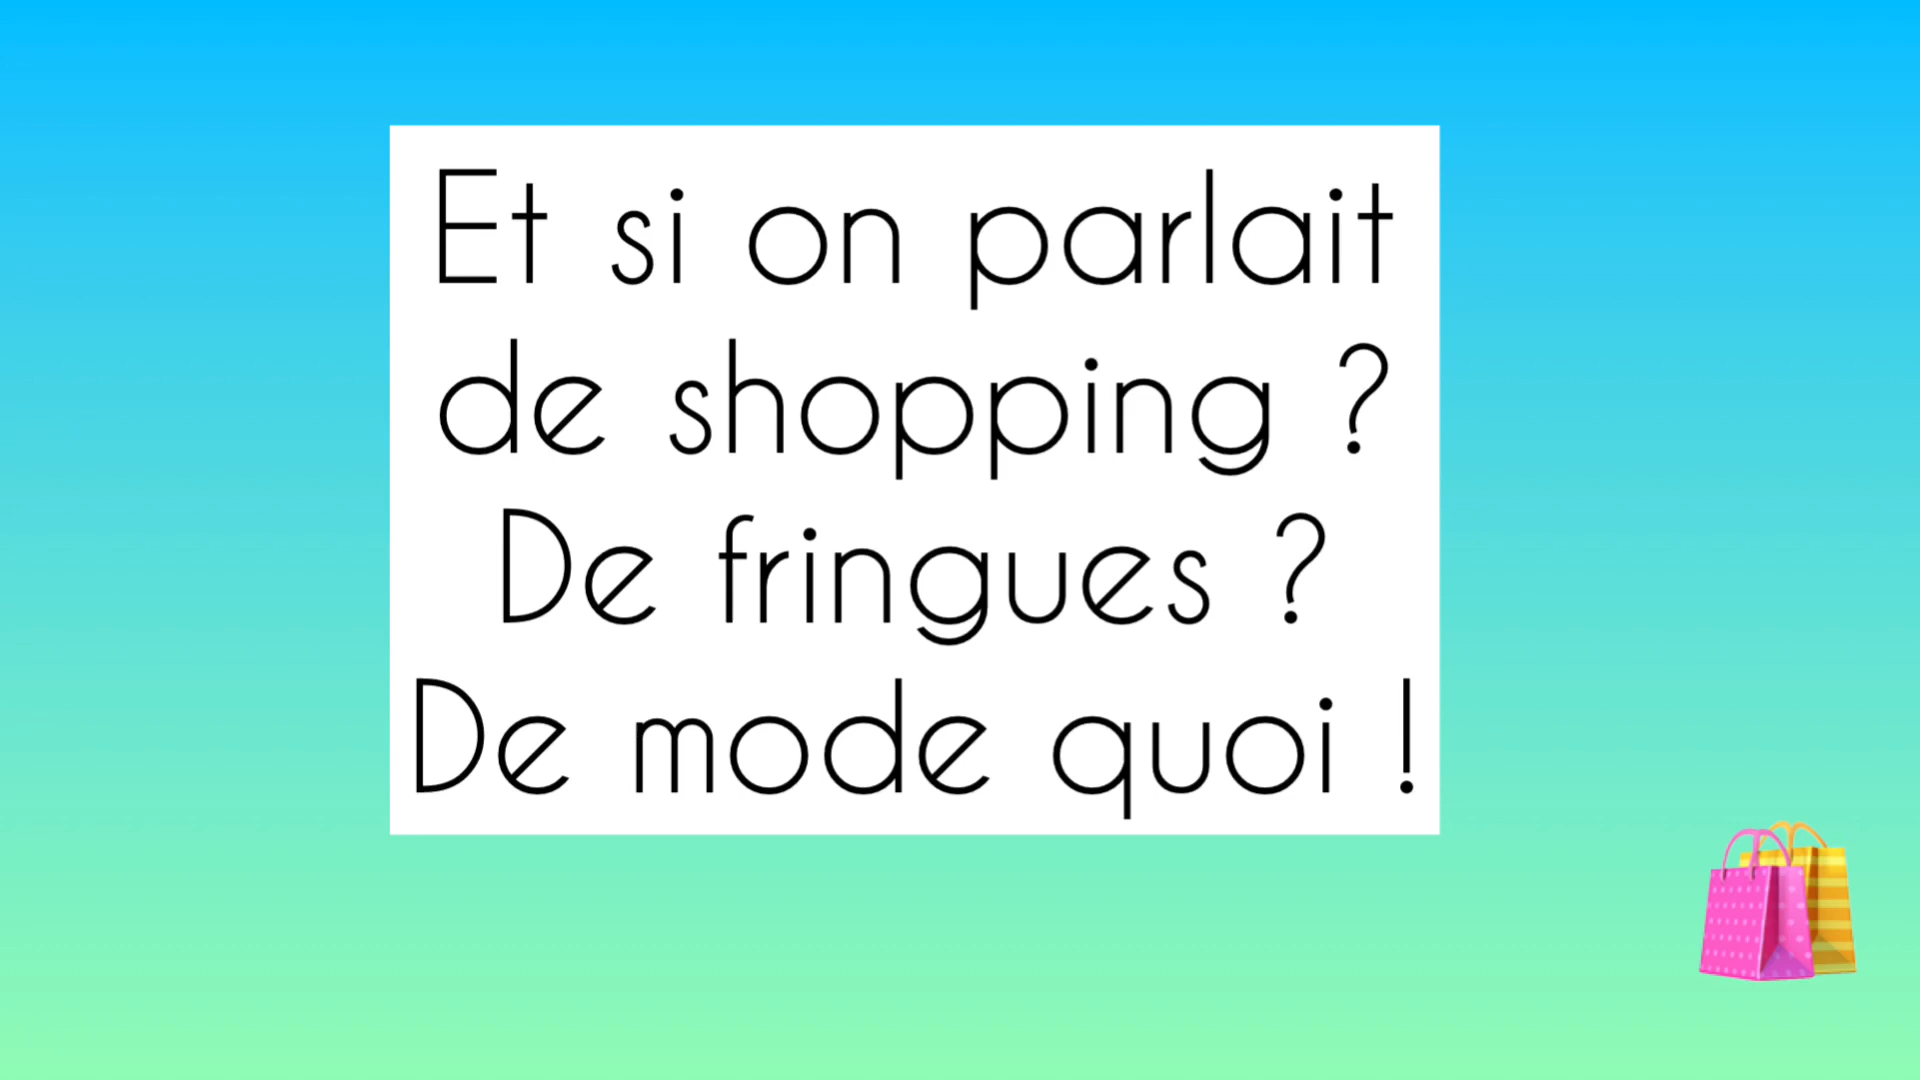 Et si on parlait
de shopping ?
De fringues ?
De mode quoi !